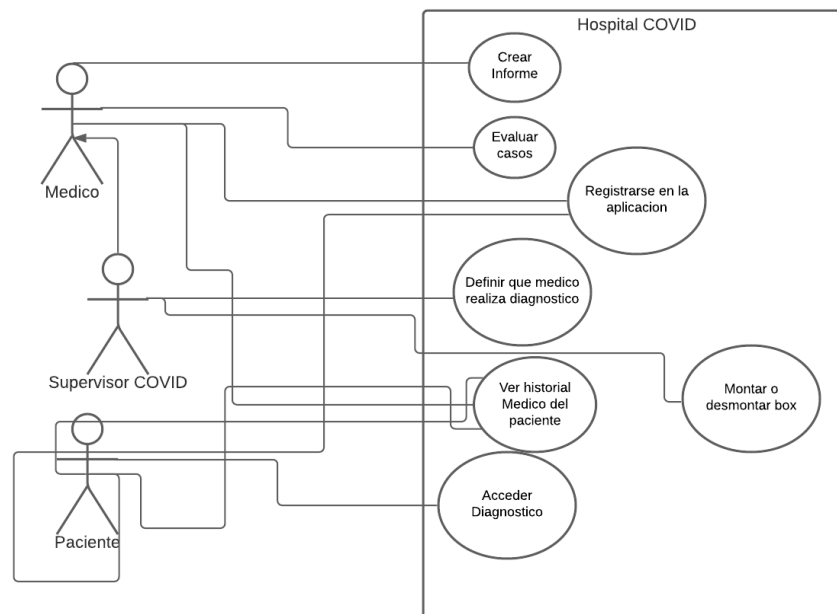 Hospital COVID
Crear
Informe
Evaluar
casos
Medico
Registrarse en la
aplicacion
Definir que medico
realiza diagnostico
Supervisor COVID
Ver historial
Medico del
paciente
Montar o
desmontar box
Acceder
Diagnostico
Paciente